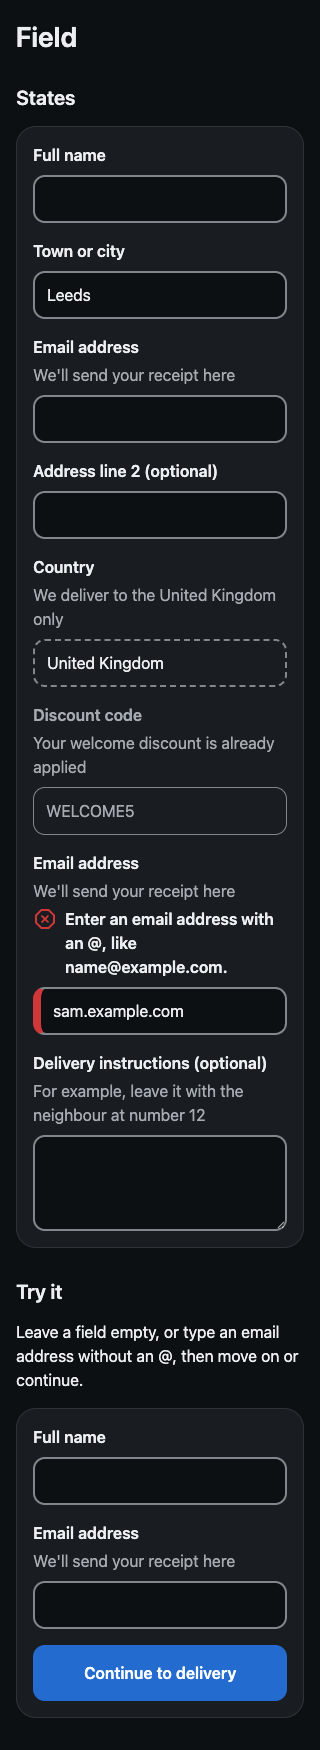 Field
States
Full name
Town or city
Leeds
Email address
We'll send your receipt here
Address line 2 (optional)
Country
We deliver to the United Kingdom
only
United Kingdom
Discount code
Your welcome discount is already
applied
WELCOME5
Email address
We'll send your receipt here
Enter an email address with
an @, like
name@example.com.
sam.example.com
Delivery instructions (optional)
For example, leave it with the
neighbour at number 12
Try it
Leave a field empty, or type an email
address without an @, then move on or
continue.
Full name
Email address
We'll send your receipt here
Continue to delivery